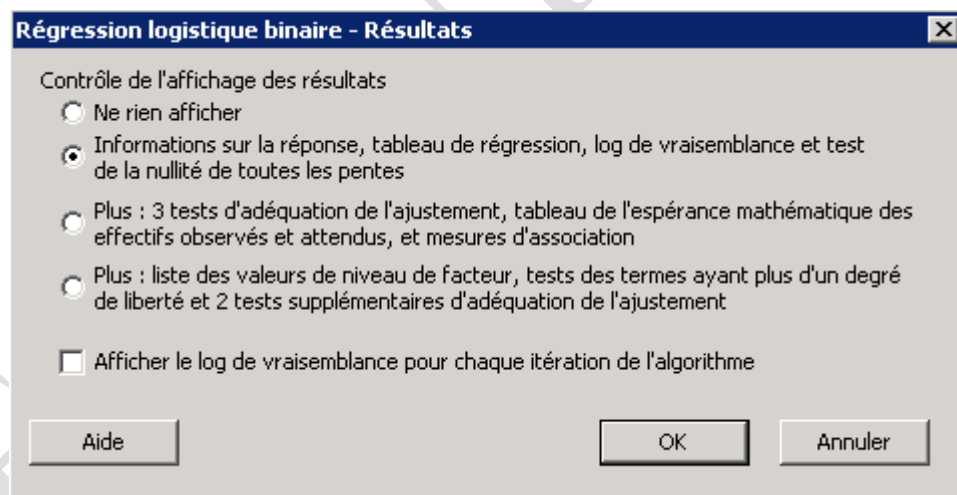 Régression logistique binaire - Résultats
Contrôle de l'affichage des résultats
Ne rien afficher
Informations sur la réponse, tableau de régression, log de vraisemblance et test
de la nullité de toutes les pentes
Plus : 3 tests d'adéquation de l'ajustement, tableau de l'espérance mathématique des
effectifs observés et attendus, et mesures d'association
Plus : liste des valeurs de niveau de facteur, tests des termes ayant plus d'un degré
de liberté et 2 tests supplémentaires d'adéquation de l'ajustement
Afficher le log de vraisemblance pour chaque itération de l'algorithme
Aide OK Annuler